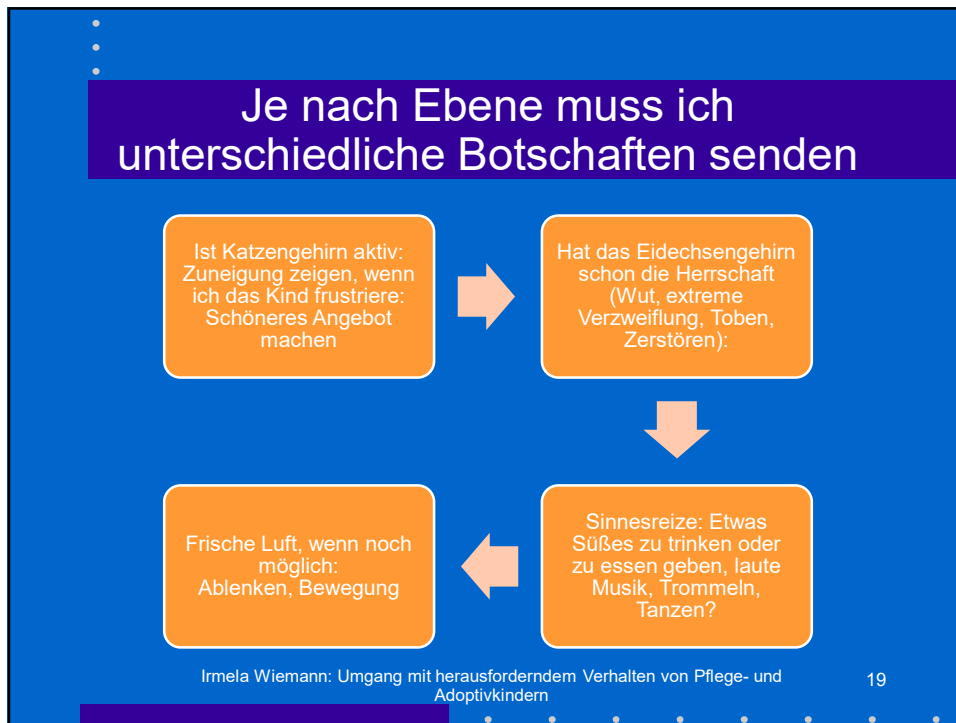 Je nach Ebene muss ich
unterschiedliche Botschaften senden
Ist Katzengehirn aktiv:
Zuneigung zeigen, wenn
ich das Kind frustriere:
Schöneres Angebot
machen
Hat das Eidechsengehirn
schon die Herrschaft
(Wut, extreme
Verzweiflung, Toben,
Zerstören):
Sinnesreize: Etwas
Süßes zu trinken oder
zu essen geben, laute
Musik, Trommeln,
Tanzen?
Frische Luft, wenn noch
möglich:
Ablenken, Bewegung
Irmela Wiemann: Umgang mit herausforderndem Verhalten von Pflege- und
Adoptivkindern
19